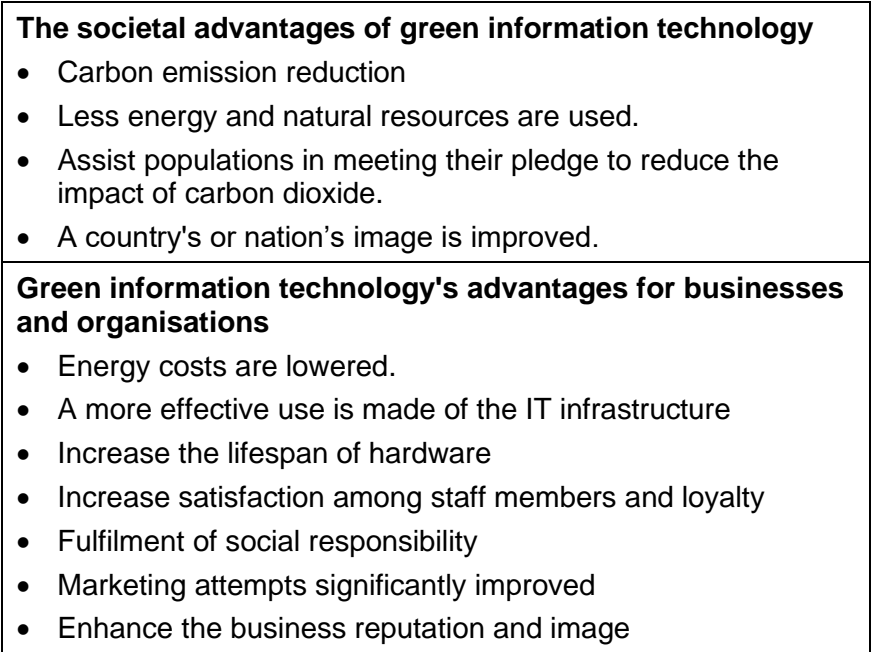 The societal advantages of green information technology
• Carbon emission reduction
• Less energy and natural resources are used.
• Assist populations in meeting their pledge to reduce the
impact of carbon dioxide.
• A country's or nation’s image is improved.
Green information technology's advantages for businesses
and organisations
• Energy costs are lowered.
• A more effective use is made of the IT infrastructure
• Increase the lifespan of hardware
• Increase satisfaction among staff members and loyalty
• Fulfilment of social responsibility
• Marketing attempts significantly improved
• Enhance the business reputation and image